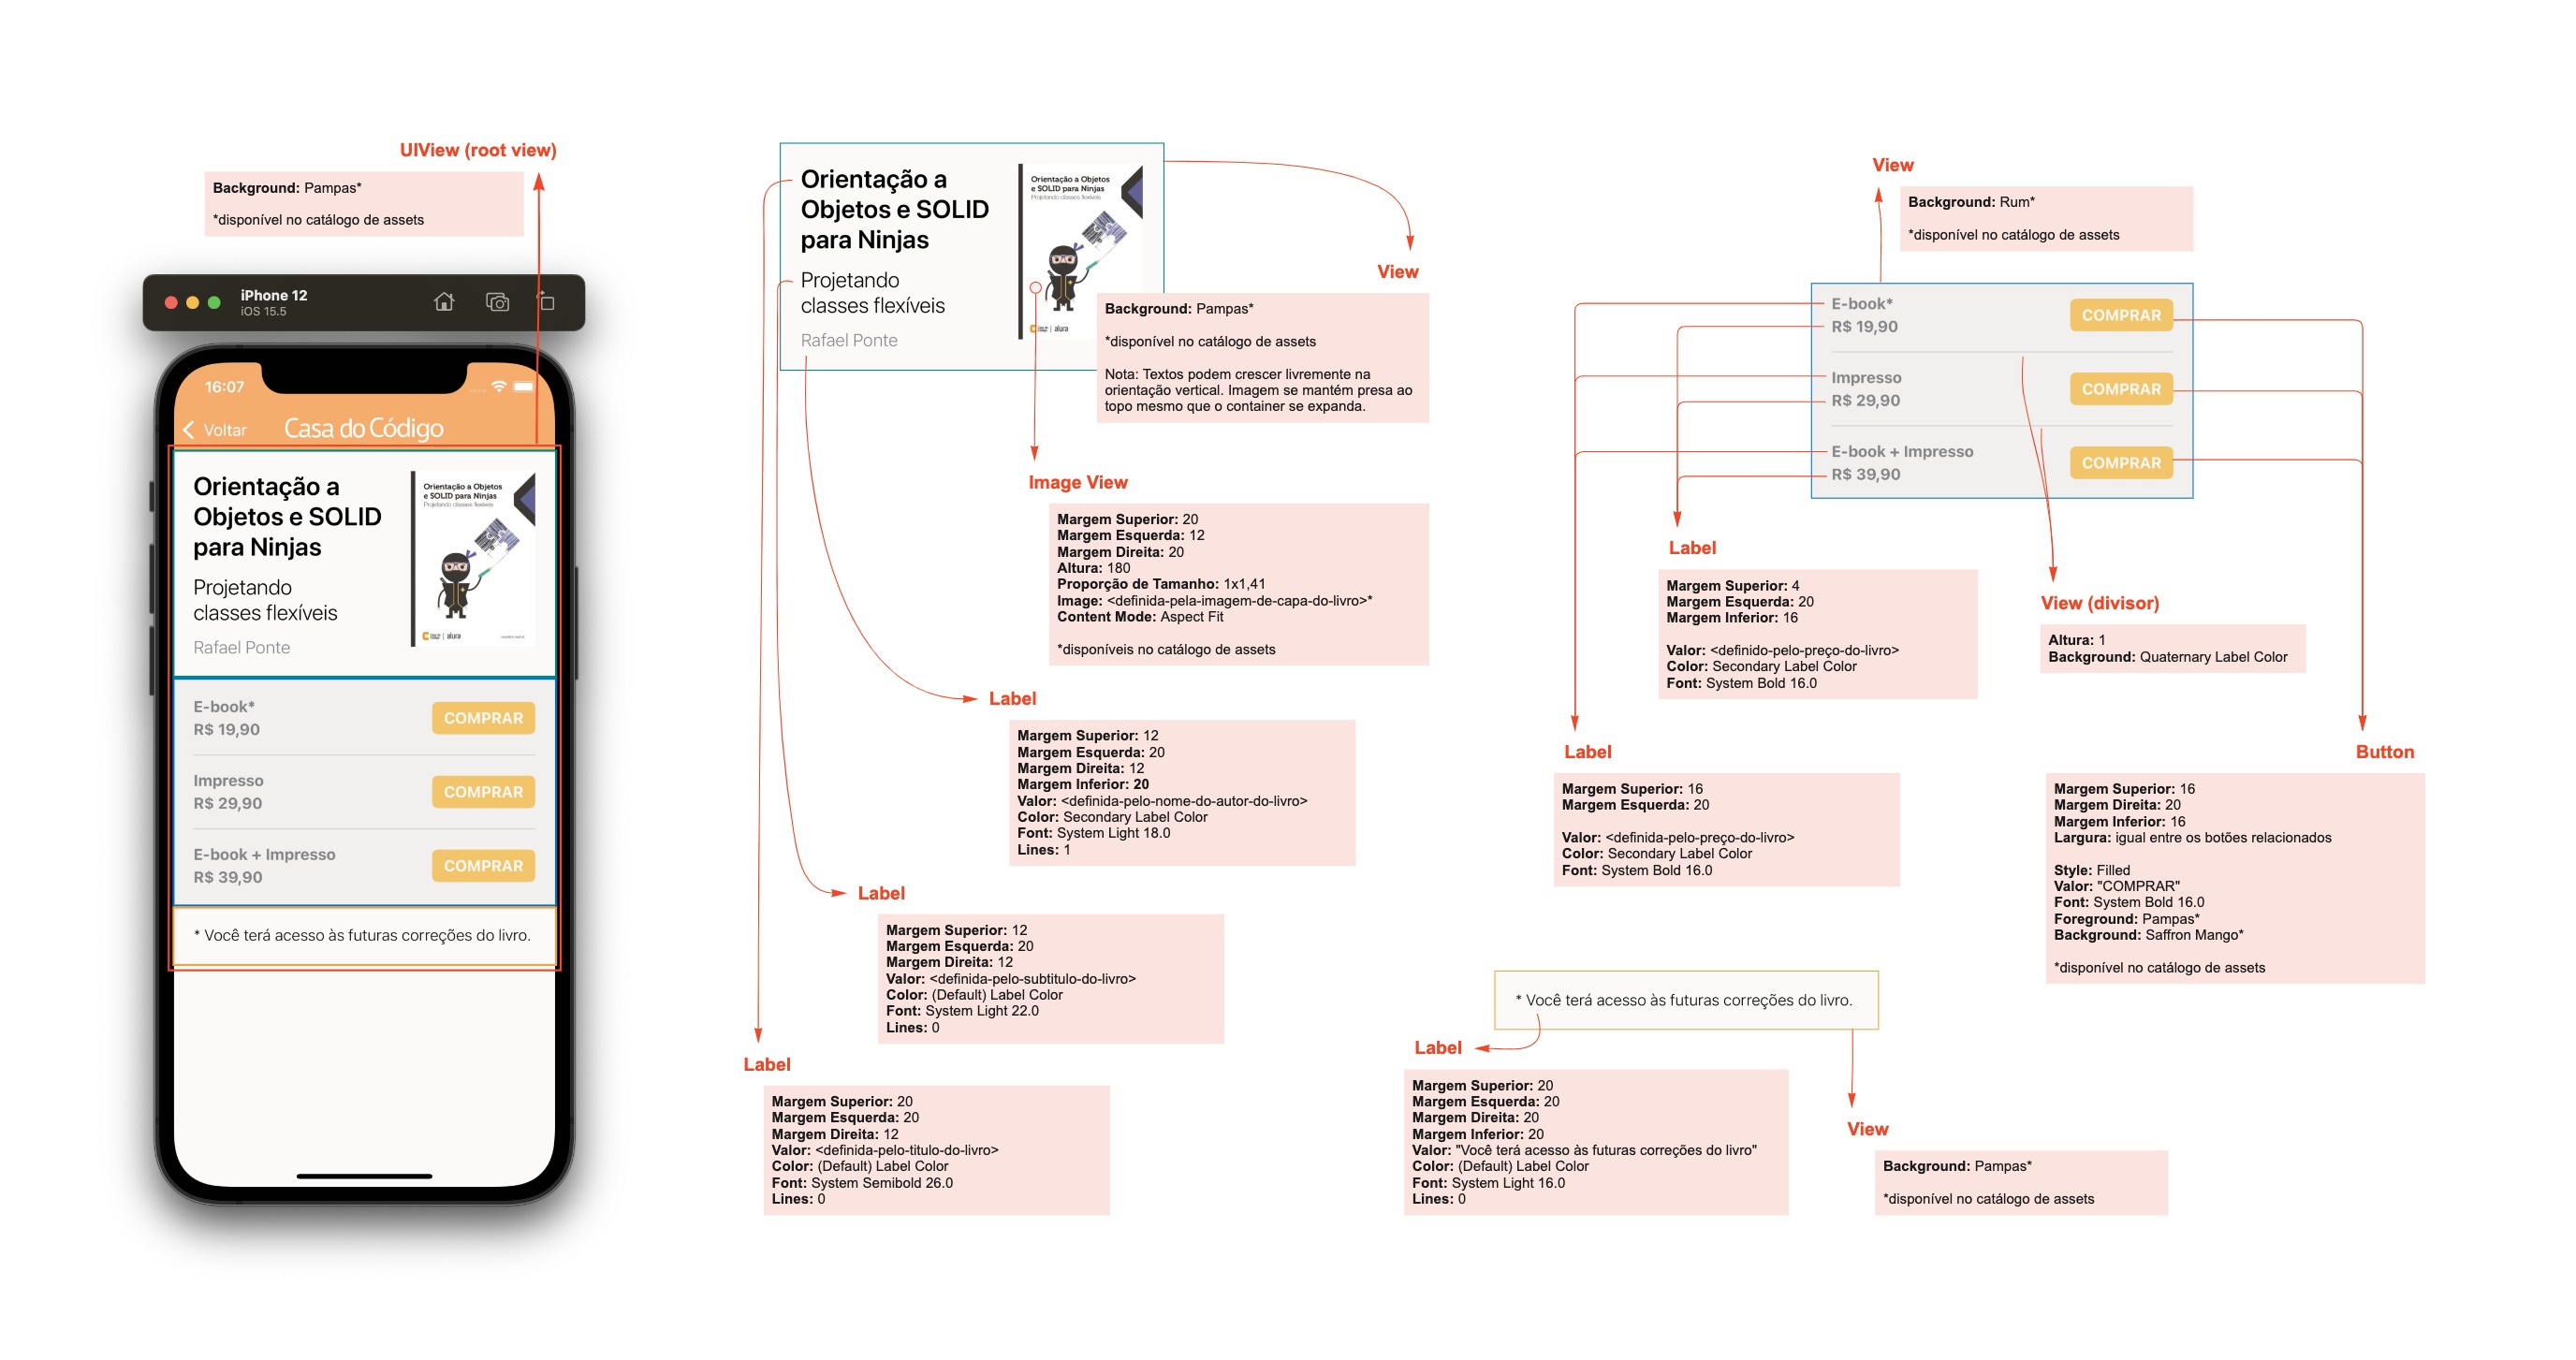 UIView (root view)
Background: Pampas*
*disponível no catálogo de assets
iPhone 12
iOS 15.5
16:07
Voltar
Casa do Código
Orientação a
Objetos e SOLID
para Ninjas
Projetando
classes flexíveis
Rafael Ponte
Orientação a Objetos
e SOLID para Ninjas
Projetando classes flexíveis
alura
E-book*
R$ 19,90
COMPRAR
Impresso
R$ 29,90
COMPRAR
E-book + Impresso
R$ 39,90
COMPRAR
* Você terá acesso às futuras correções do livro.
Orientação a
Objetos e SOLID
para Ninjas
Projetando
classes flexíveis
Rafael Ponte
Orientação a Objetos
e SOLID para Ninjas
Projetando classes flexíveis
alura
View
Background: Pampas*
*disponível no catálogo de assets
Nota: Textos podem crescer livremente na
orientação vertical. Imagem se mantém presa ao
topo mesmo que o container se expanda.
Image View
Margem Superior: 20
Margem Esquerda: 12
Margem Direita: 20
Altura: 180
Proporção de Tamanho: 1x1,41
Image: <definida-pela-imagem-de-capa-do-livro>*
Content Mode: Aspect Fit
*disponíveis no catálogo de assets
Label
Margem Superior: 12
Margem Esquerda: 20
Margem Direita: 12
Margem Inferior: 20
Valor: <definida-pelo-nome-do-autor-do-livro>
Color: Secondary Label Color
Font: System Light 18.0
Lines: 1
Label
Margem Superior: 12
Margem Esquerda: 20
Margem Direita: 12
Valor: <definida-pelo-subtitulo-do-livro>
Color: (Default) Label Color
Font: System Light 22.0
Lines: 0
Label
Margem Superior: 20
Margem Esquerda: 20
Margem Direita: 12
Valor: <definida-pelo-titulo-do-livro>
Color: (Default) Label Color
Font: System Semibold 26.0
Lines: 0
View
Background: Rum*
*disponível no catálogo de assets
E-book*
R$ 19,90
COMPRAR
Impresso
R$ 29,90
COMPRAR
E-book + Impresso
R$ 39,90
COMPRAR
Label
Margem Superior: 4
Margem Esquerda: 20
Margem Inferior: 16
Valor: <definido-pelo-preço-do-livro>
Color: Secondary Label Color
Font: System Bold 16.0
View (divisor)
Altura: 1
Background: Quaternary Label Color
Label
Margem Superior: 16
Margem Esquerda: 20
Valor: <definida-pelo-preço-do-livro>
Color: Secondary Label Color
Font: System Bold 16.0
Button
Margem Superior: 16
Margem Direita: 20
Margem Inferior: 16
Largura: igual entre os botões relacionados
Style: Filled
Valor: "COMPRAR"
Font: System Bold 16.0
Foreground: Pampas*
Background: Saffron Mango*
*disponível no catálogo de assets
* Você terá acesso às futuras correções do livro.
Label
Margem Superior: 20
Margem Esquerda: 20
Margem Direita: 20
Margem Inferior: 20
Valor: "Você terá acesso às futuras correções do livro"
Color: (Default) Label Color
Font: System Light 16.0
Lines: 0
View
Background: Pampas*
*disponível no catálogo de assets